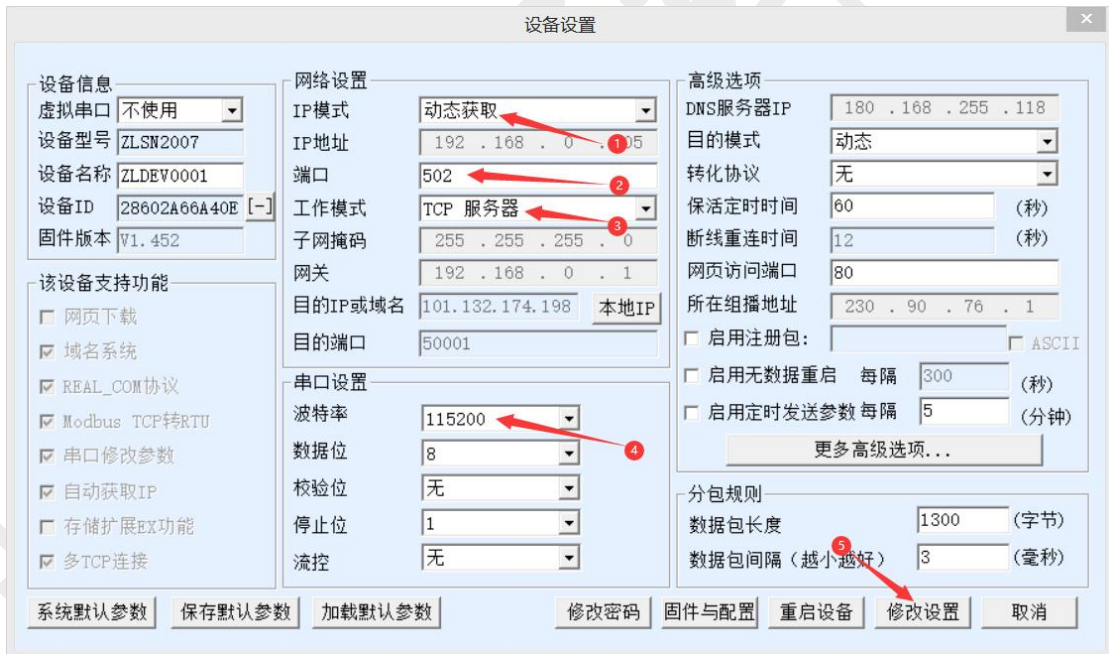 设备设置
设备信息
虚拟串口 不使用
设备型号 ZLSN2007
设备名称 ZLDEV0001
设备ID 28602A66A40E [-]
固件版本 V1.452
该设备支持功能
网页下载
域名系统
REAL_COM协议
Modbus TCP转RTU
串口修改参数
自动获取IP
存储扩展EX功能
多TCP连接
网络设置
IP模式 动态获取
IP地址 192 .168 . 0 . 05 1
端口 502 2
工作模式 TCP 服务器 3
子网掩码 255 .255 .255 . 0
网关 192 .168 . 0 . 1
目的IP或域名 101.132.174.198 本地IP
目的端口 50001
串口设置
波特率 115200 4
数据位 8
校验位 无
停止位 1
流控 无
高级选项
DNS服务器IP 180 .168 .255 .118
目的模式 动态
转化协议 无
保活定时时间 60 (秒)
断线重连时间 12 (秒)
网页访问端口 80
所在组播地址 230 . 90 . 76 . 1
启用注册包: ASCII
启用无数据重启 每隔 300 (秒)
启用定时发送参数 每隔 5 (分钟)
更多高级选项...
分包规则
数据包长度 1300 (字节)
数据包间隔（越小越好） 3 (毫秒)
5
系统默认参数 保存默认参数 加载默认参数 修改密码 固件与配置 重启设备 修改设置 取消